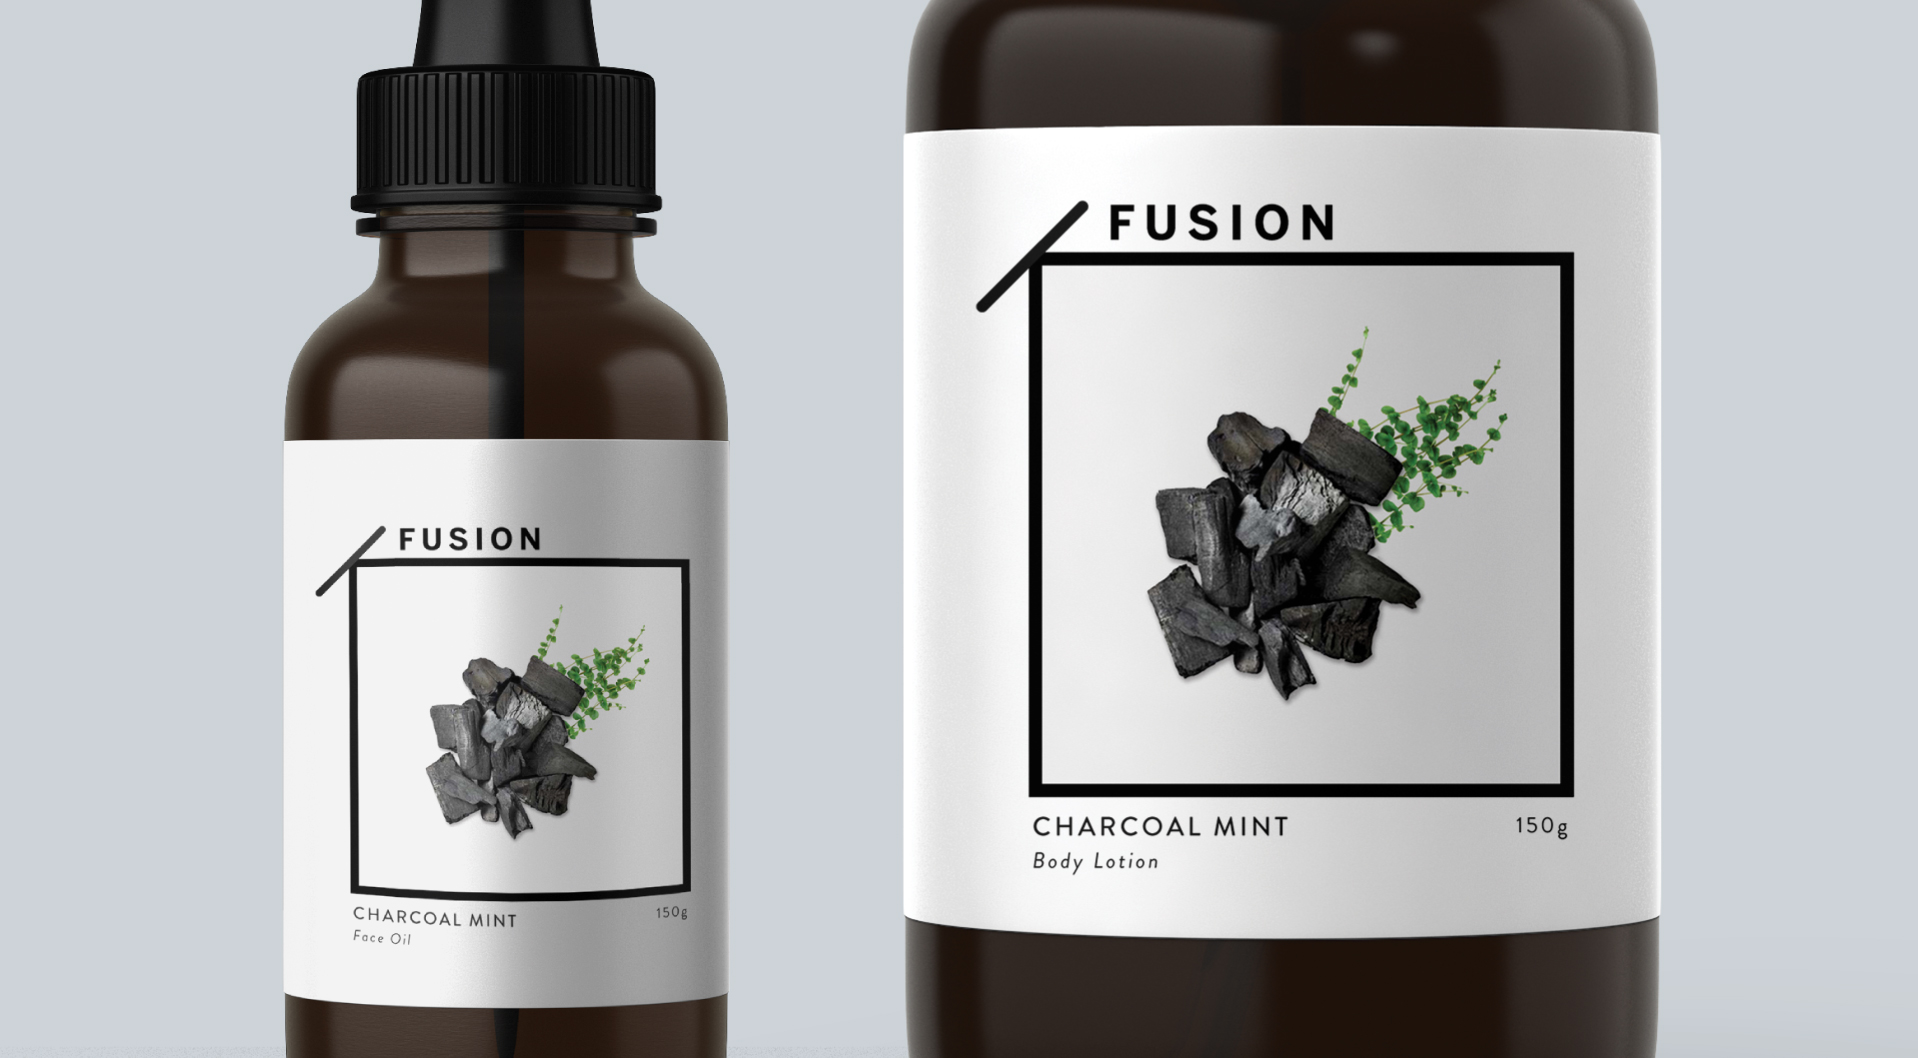 FUSION
CHARCOAL MINT 150g
Face Oil
FUSION
CHARCOAL MINT 150g
Body Lotion